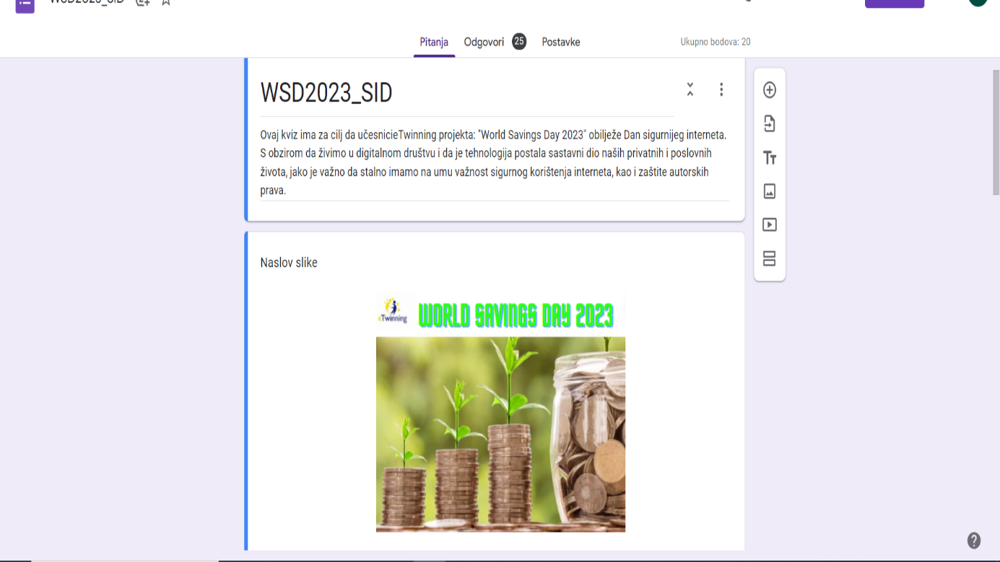 WSD2023_SID
Pitanja Odgovori 25 Postavke Ukupno bodova: 20
WSD2023_SID
Ovaj kviz ima za cilj da učesnicieTwinning projekta: "World Savings Day 2023" obilježe Dan sigurnijeg interneta.
S obzirom da živimo u digitalnom društvu i da je tehnologija postala sastavni dio naših privatnih i poslovnih
života, jako je važno da stalno imamo na umu važnost sigurnog korištenja interneta, kao i zaštite autorskih
prava.
Naslov slike
eTwinning WORLD SAVINGS DAY 2023